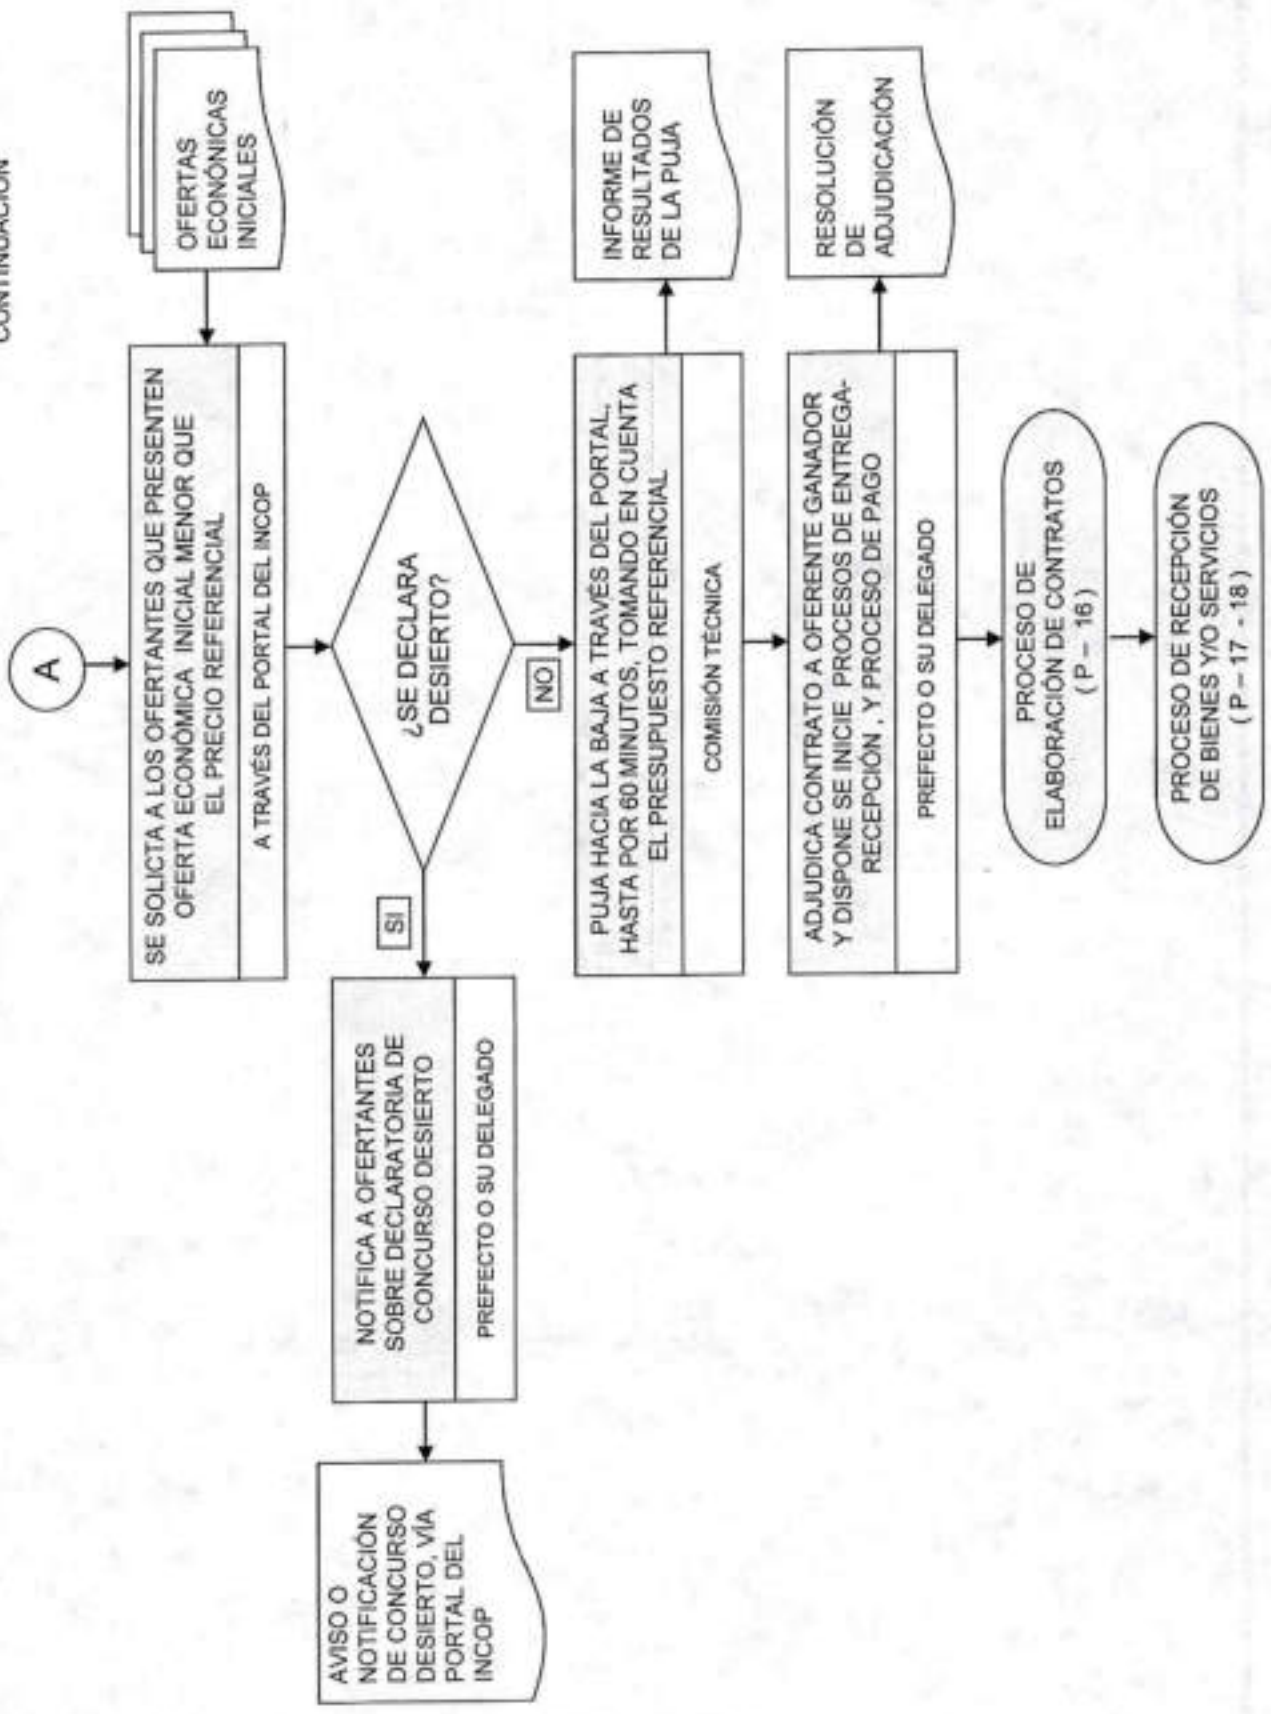 CONTINUACIÓN
A
SE SOLICTA A LOS OFERTANTES QUE PRESENTEN
OFERTA ECONÓMICA INICIAL MENOR QUE
EL PRECIO REFERENCIAL
A TRAVÉS DEL PORTAL DEL INCOP
OFERTAS
ECONÓNICAS
INICIALES
¿SE DECLARA
DESIERTO?
SI
NOTIFICA A OFERTANTES
SOBRE DECLARATORIA DE
CONCURSO DESIERTO
PREFECTO O SU DELEGADO
AVISO O
NOTIFICACIÓN
DE CONCURSO
DESIERTO, VÍA
PORTAL DEL
INCOP
NO
PUJA HACIA LA BAJA A TRAVÉS DEL PORTAL,
HASTA POR 60 MINUTOS, TOMANDO EN CUENTA
EL PRESUPUESTO REFERENCIAL
COMISIÓN TÉCNICA
INFORME DE
RESULTADOS
DE LA PUJA
ADJUDICA CONTRATO A OFERENTE GANADOR
Y DISPONE SE INICIE PROCESOS DE ENTREGA-
RECEPCIÓN , Y PROCESO DE PAGO
PREFECTO O SU DELEGADO
RESOLUCIÓN
DE
ADJUDICACIÓN
PROCESO DE
ELABORACIÓN DE CONTRATOS
( P – 16 )
PROCESO DE RECEPCIÓN
DE BIENES Y/O SERVICIOS
( P – 17 - 18 )